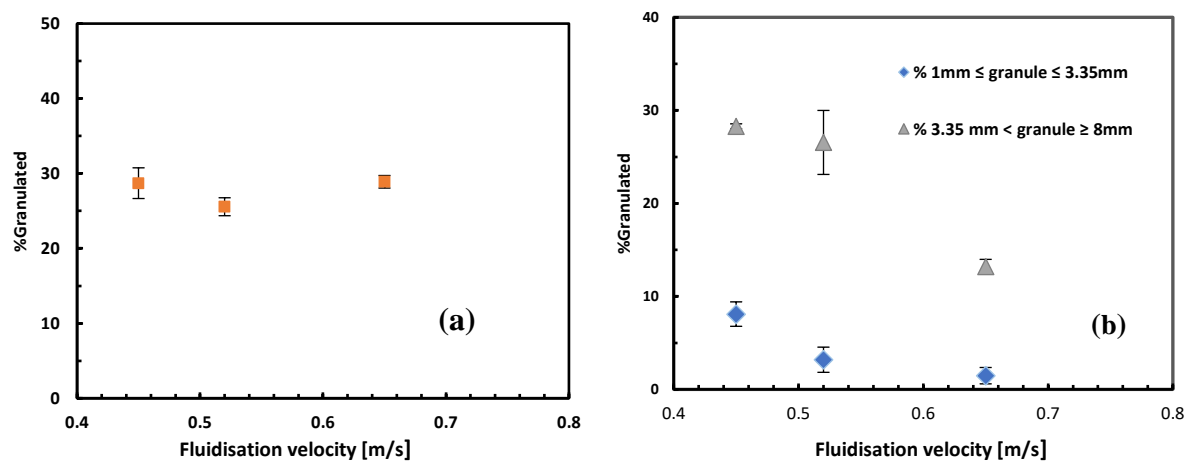 50
40
30
20
10
0
%Granulated
(a)
0.4 0.5 0.6 0.7 0.8
Fluidisation velocity [m/s]
40
30
20
10
0
%Granulated
% 1mm ≤ granule ≤ 3.35mm
% 3.35 mm < granule ≥ 8mm
(b)
0.4 0.5 0.6 0.7 0.8
Fluidisation velocity [m/s]